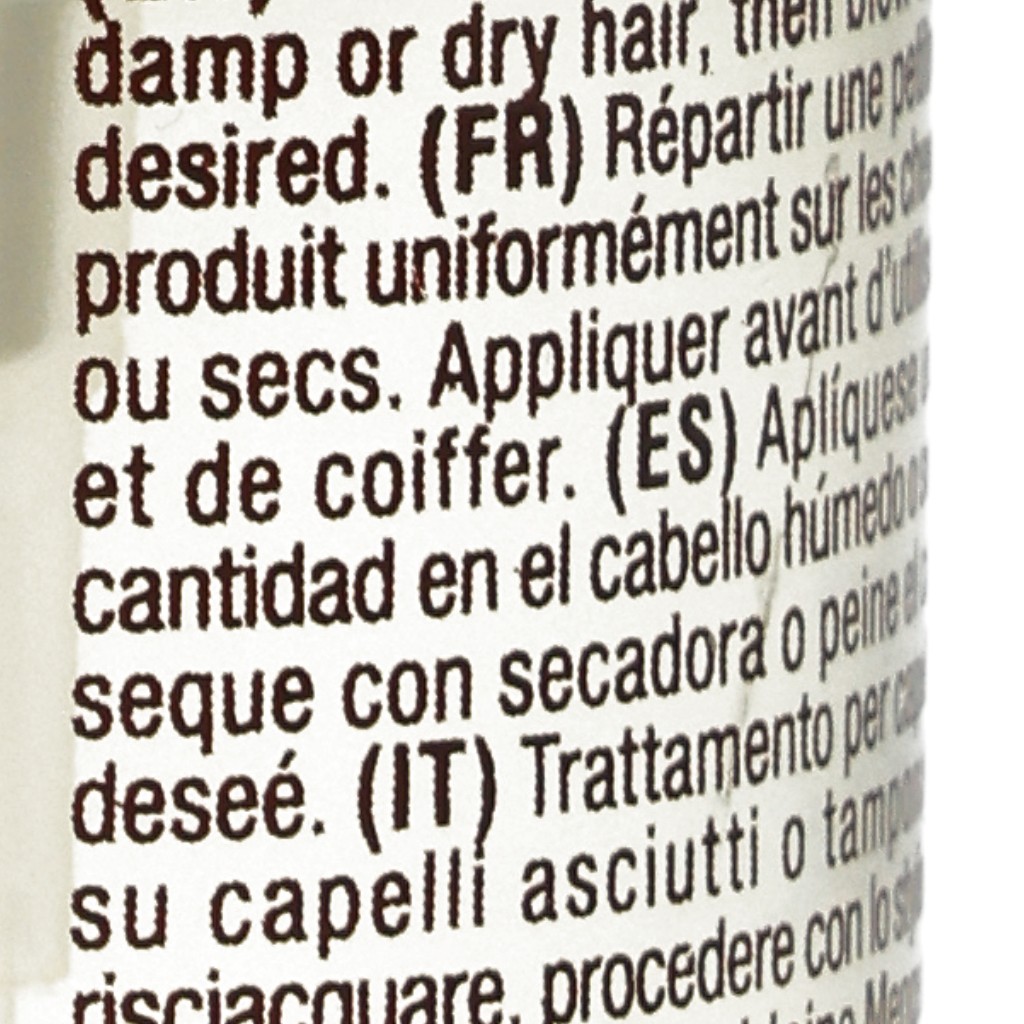 damp or dry hair, then
desired. (FR) Répartir une
produit uniformément sur les
ou secs. Appliquer avant
et de coiffer. (ES) Aplíquese
cantidad en el cabello húmedo o
seque con secadora o peine
deseé. (IT) Trattamento per
su capelli asciutti o
risciacquare, procedere con lo